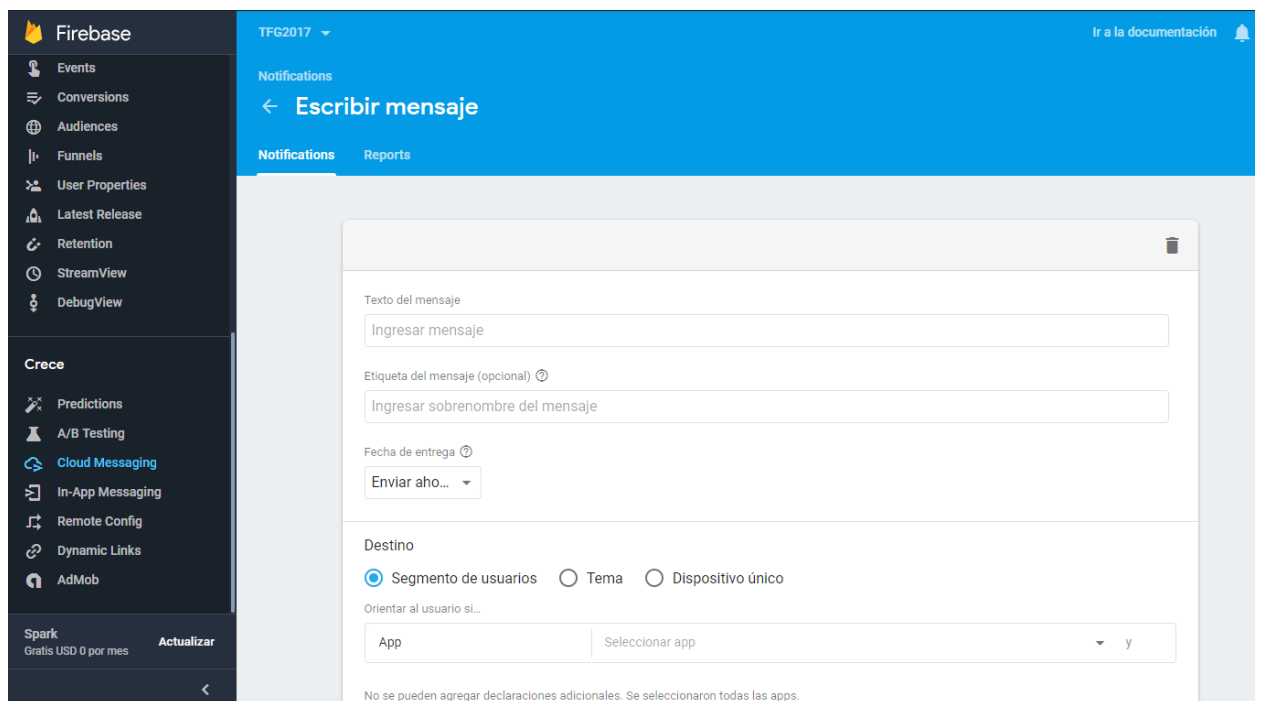 Firebase
Events
Conversions
Audiences
Funnels
User Properties
Latest Release
Retention
StreamView
DebugView
Crece
Predictions
A/B Testing
Cloud Messaging
In-App Messaging
Remote Config
Dynamic Links
AdMob
Spark
Gratis USD 0 por mes
Actualizar
TFG2017
Ir a la documentación
Notifications
Escribir mensaje
Notifications Reports
Texto del mensaje
Ingresar mensaje
Etiqueta del mensaje (opcional)
Ingresar sobrenombre del mensaje
Fecha de entrega
Enviar aho...
Destino
Segmento de usuarios Tema Dispositivo único
Orientar al usuario si...
App Seleccionar app y
No se pueden agregar declaraciones adicionales. Se seleccionaron todas las apps.